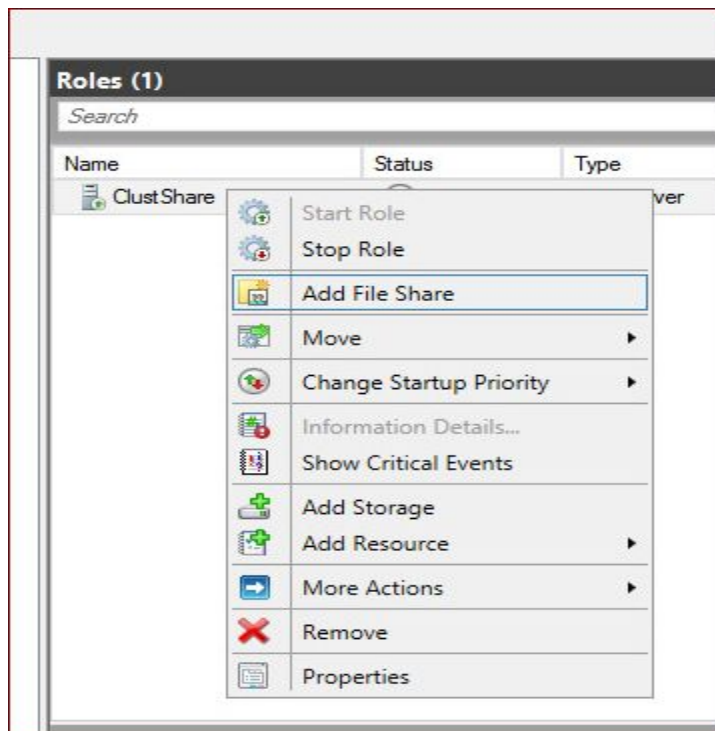 Roles (1)
Search
Name Status Type
ClustShare ver
Start Role
Stop Role
Add File Share
Move
Change Startup Priority
Information Details...
Show Critical Events
Add Storage
Add Resource
More Actions
Remove
Properties